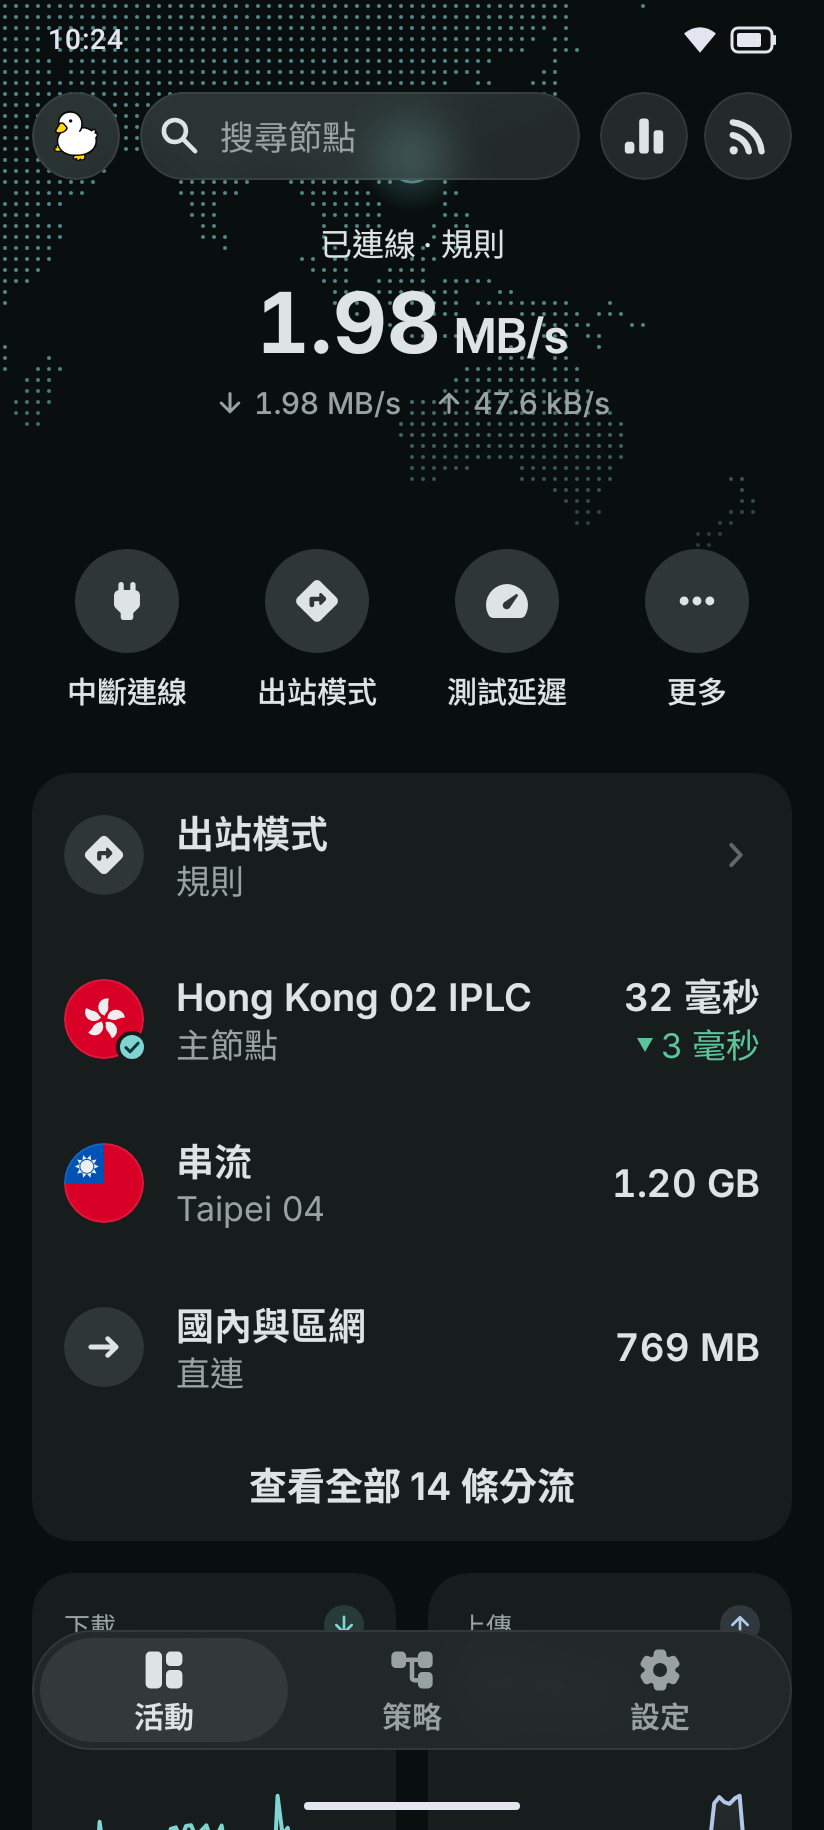 10:24
搜尋節點
已連線 · 規則
1.98 MB/s
1.98 MB/s 47.6 kB/s
中斷連線 出站模式 測試延遲 更多
出站模式
規則
Hong Kong 02 IPLC 32 毫秒
主節點 3 毫秒
串流 1.20 GB
Taipei 04
國內與區網 769 MB
直連
查看全部 14 條分流
下載 上傳
活動 策略 設定